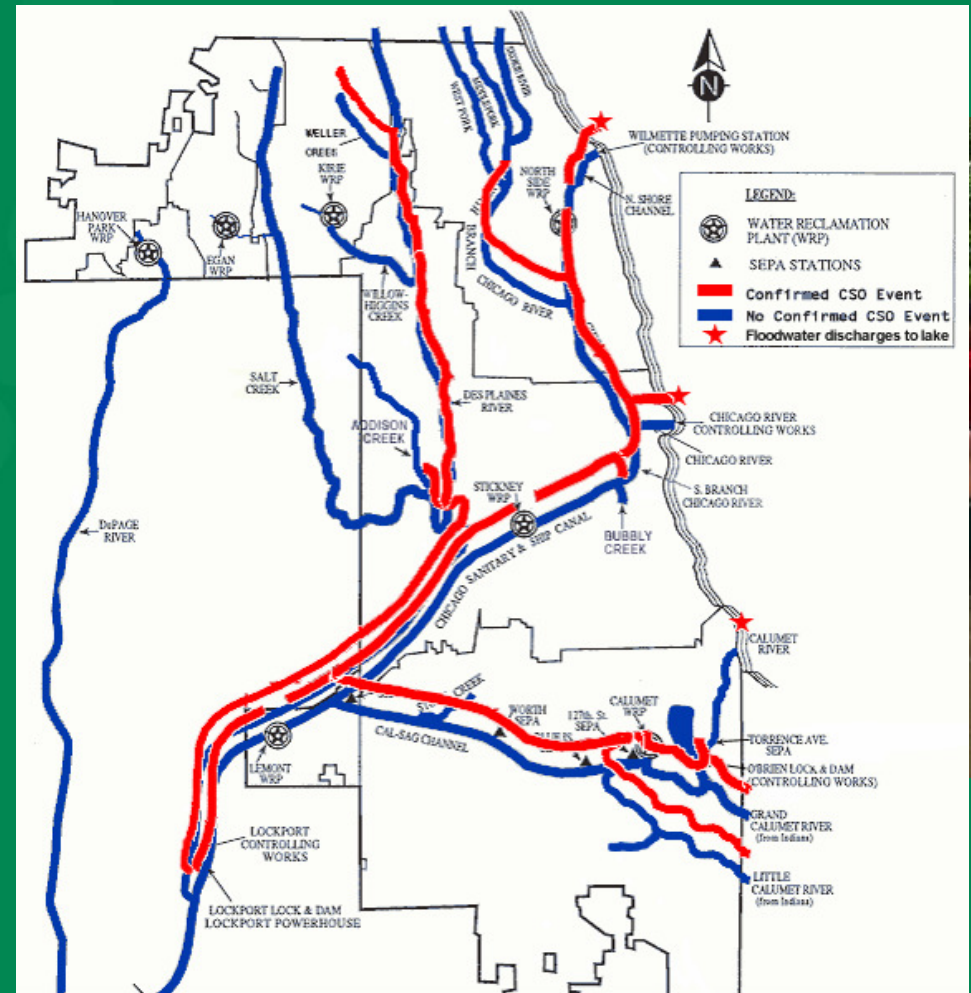 WEST FORK
MIDDLE FORK
SKOKIE RIVER
N
WILMETTE PUMPING STATION
(CONTROLLING WORKS)
WELLER
CREEK
KIRIE
WRP
NORTH
SIDE
WRP
N. SHORE
CHANNEL
HANOVER
PARK
WRP
EGAN
WRP
LEGEND:
WATER RECLAMATION
PLANT (WRP)
SEPA STATIONS
Confirmed CSO Event
No Confirmed CSO Event
Floodwater discharges to lake
BRANCH
CHICAGO RIVER
WILLOW-
HIGGINS
CREEK
SALT
CREEK
DES PLAINES
RIVER
ADDISON
CREEK
CHICAGO RIVER
CONTROLLING WORKS
CHICAGO RIVER
STICKNEY
WRP
S. BRANCH
CHICAGO RIVER
BUBBLY
CREEK
DuPAGE
RIVER
CHICAGO SANITARY & SHIP CANAL
CALUMET
RIVER
CREEK
WORTH
SEPA
127th. St.
SEPA
CALUMET
WRP
CAL-SAG CHANNEL
TORRENCE AVE.
SEPA
O'BRIEN LOCK & DAM
(CONTROLLING WORKS)
LEMONT WRP
GRAND
CALUMET RIVER
(from Indiana)
LOCKPORT
CONTROLLING
WORKS
LITTLE
CALUMET RIVER
(from Indiana)
LOCKPORT LOCK & DAM
LOCKPORT POWERHOUSE